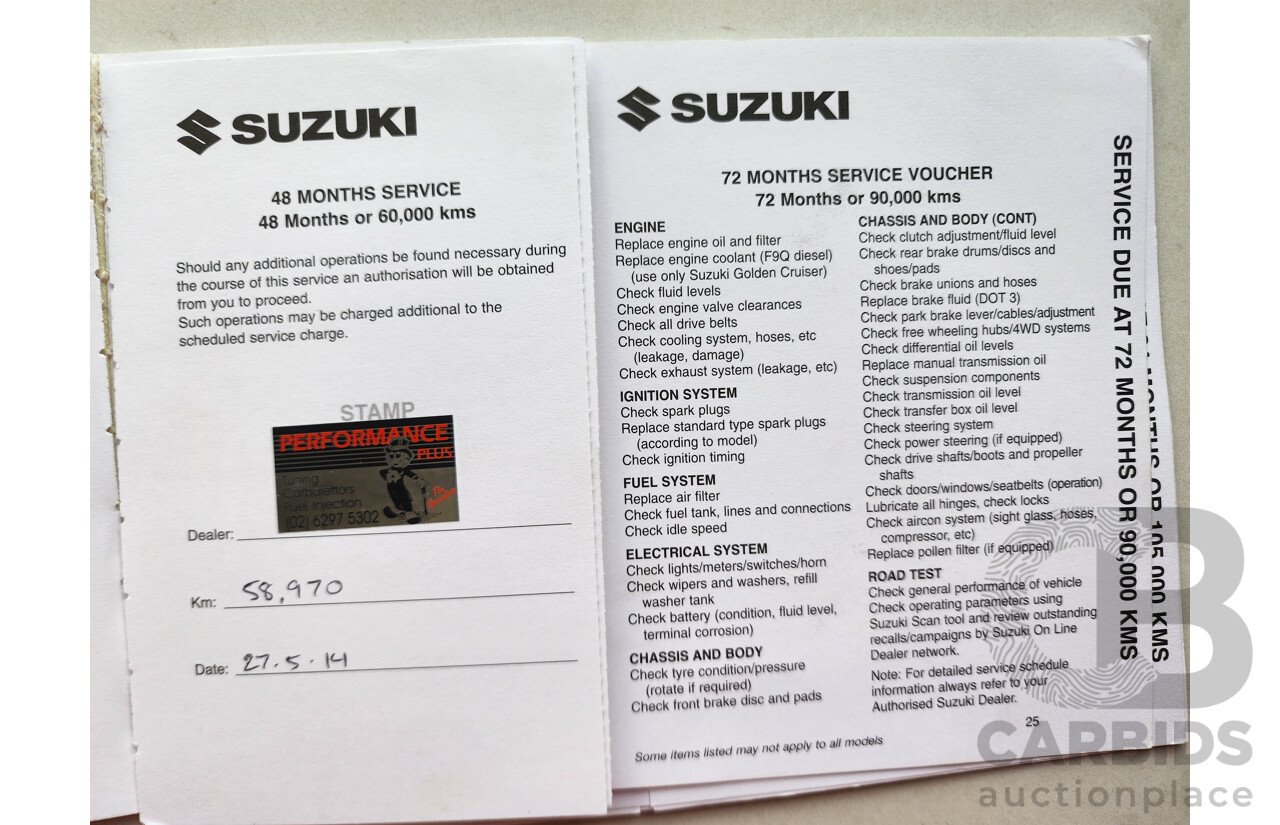 SUZUKI
48 MONTHS SERVICE
48 Months or 60,000 kms
Should any additional operations be found necessary during
the course of this service an authorisation will be obtained
from you to proceed.
Such operations may be charged additional to the
scheduled service charge.
STAMP
PERFORMANCE
PLUS
Tuning
Carburettors
Fuel Injection
(02) 6297 5302
Dealer:
Km: 58,970
Date: 27.5.14
SUZUKI
72 MONTHS SERVICE VOUCHER
72 Months or 90,000 kms
ENGINE
Replace engine oil and filter
Replace engine coolant (F9Q diesel)
(use only Suzuki Golden Cruiser)
Check fluid levels
Check engine valve clearances
Check all drive belts
Check cooling system, hoses, etc
(leakage, damage)
Check exhaust system (leakage, etc)
IGNITION SYSTEM
Check spark plugs
Replace standard type spark plugs
(according to model)
Check ignition timing
FUEL SYSTEM
Replace air filter
Check fuel tank, lines and connections
Check idle speed
ELECTRICAL SYSTEM
Check lights/meters/switches/horn
Check wipers and washers, refill
washer tank
Check battery (condition, fluid level,
terminal corrosion)
CHASSIS AND BODY
Check tyre condition/pressure
(rotate if required)
Check front brake disc and pads
CHASSIS AND BODY (CONT)
Check clutch adjustment/fluid level
Check rear brake drums/discs and
shoes/pads
Check brake unions and hoses
Replace brake fluid (DOT 3)
Check park brake lever/cables/adjustment
Check free wheeling hubs/4WD systems
Check differential oil levels
Replace manual transmission oil
Check suspension components
Check transmission oil level
Check transfer box oil level
Check steering system
Check power steering (if equipped)
Check drive shafts/boots and propeller
shafts
Check doors/windows/seatbelts (operation)
Lubricate all hinges, check locks
Check aircon system (sight glass, hoses,
compressor, etc)
Replace pollen filter (if equipped)
ROAD TEST
Check general performance of vehicle
Check operating parameters using
Suzuki Scan tool and review outstanding
recalls/campaigns by Suzuki On Line
Dealer network.
Note: For detailed service schedule
information always refer to your
Authorised Suzuki Dealer.
25
Some items listed may not apply to all models
SERVICE DUE AT 72 MONTHS OR 90,000 KMS
MONTHS OR 105,000 KMS
CARBIDS
auctionplace